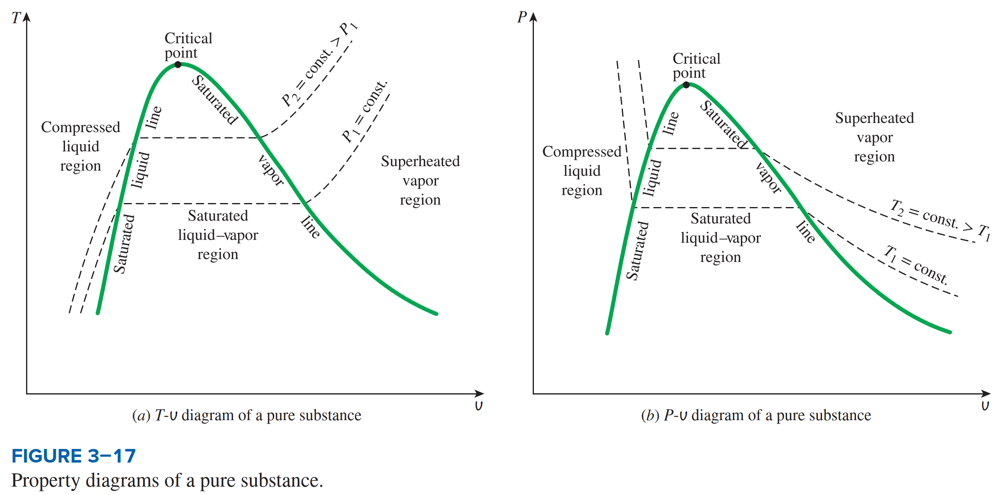 T
Critical
point
P2 = const. > P1
P1 = const.
Saturated
vapor
line
Saturated
liquid
line
Compressed
liquid
region
Superheated
vapor
region
Saturated
liquid–vapor
region
υ
(a) T-υ diagram of a pure substance
P
Critical
point
Saturated
vapor
line
Saturated
liquid
line
Compressed
liquid
region
Superheated
vapor
region
T2 = const. > T1
T1 = const.
Saturated
liquid–vapor
region
υ
(b) P-υ diagram of a pure substance
FIGURE 3–17
Property diagrams of a pure substance.